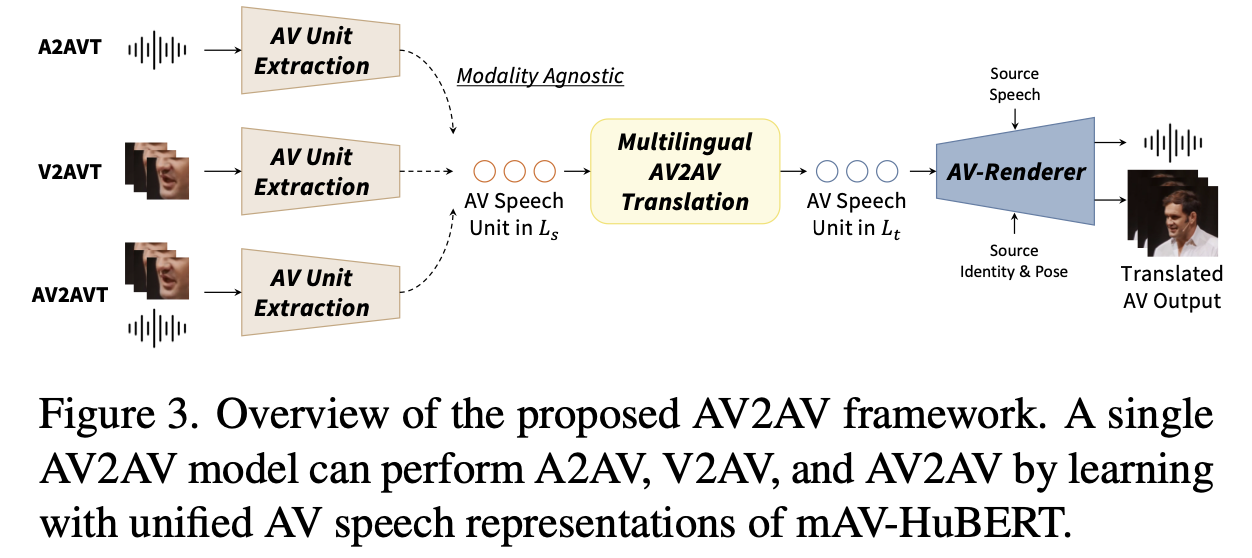 A2AVT
AV Unit
Extraction
Modality Agnostic
V2AVT
AV Unit
Extraction
AV2AVT
AV Unit
Extraction
AV Speech
Unit in Lₛ
Multilingual
AV2AV
Translation
AV Speech
Unit in Lₜ
Source
Speech
AV-Renderer
Source
Identity & Pose
Translated
AV Output
Figure 3. Overview of the proposed AV2AV framework. A single
AV2AV model can perform A2AV, V2AV, and AV2AV by learning
with unified AV speech representations of mAV-HuBERT.